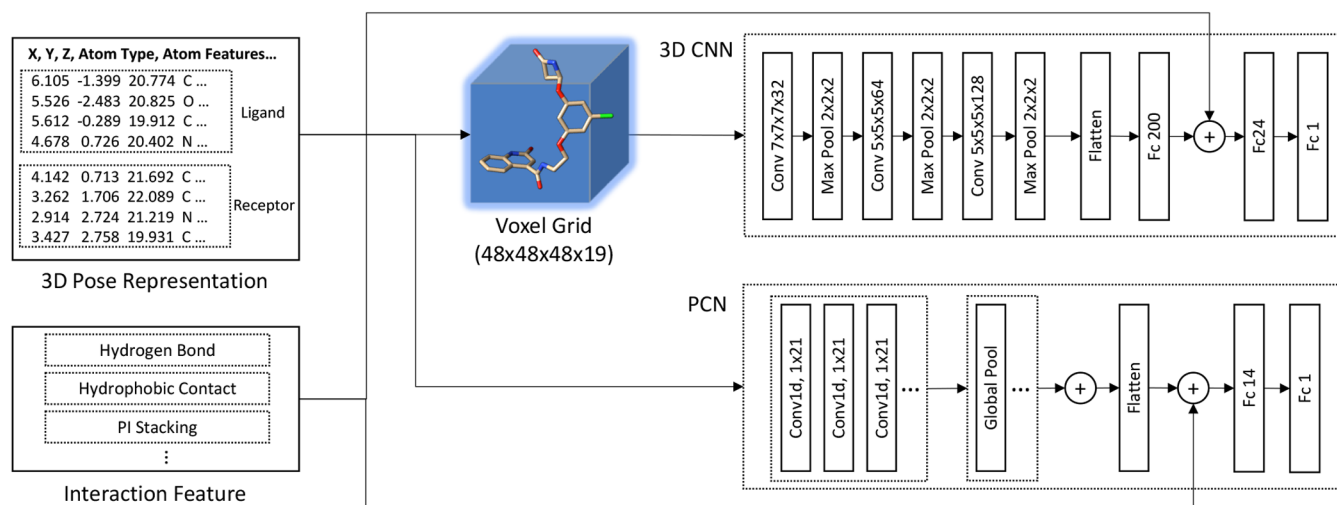 X, Y, Z, Atom Type, Atom Features...
6.105 -1.399 20.774 C ...
5.526 -2.483 20.825 O ...
5.612 -0.289 19.912 C ...
4.678 0.726 20.402 N ...
Ligand
4.142 0.713 21.692 C ...
3.262 1.706 22.089 C ...
2.914 2.724 21.219 N ...
3.427 2.758 19.931 C ...
Receptor
3D Pose Representation
Voxel Grid
(48x48x48x19)
3D CNN
Conv 7x7x7x32
Max Pool 2x2x2
Conv 5x5x5x64
Max Pool 2x2x2
Conv 5x5x5x128
Max Pool 2x2x2
Flatten
Fc 200
+
Fc24
Fc 1
Hydrogen Bond
Hydrophobic Contact
PI Stacking
⋮
Interaction Feature
PCN
Conv1d, 1x21
Conv1d, 1x21
Conv1d, 1x21
...
Global Pool
...
+
Flatten
+
Fc 14
Fc 1